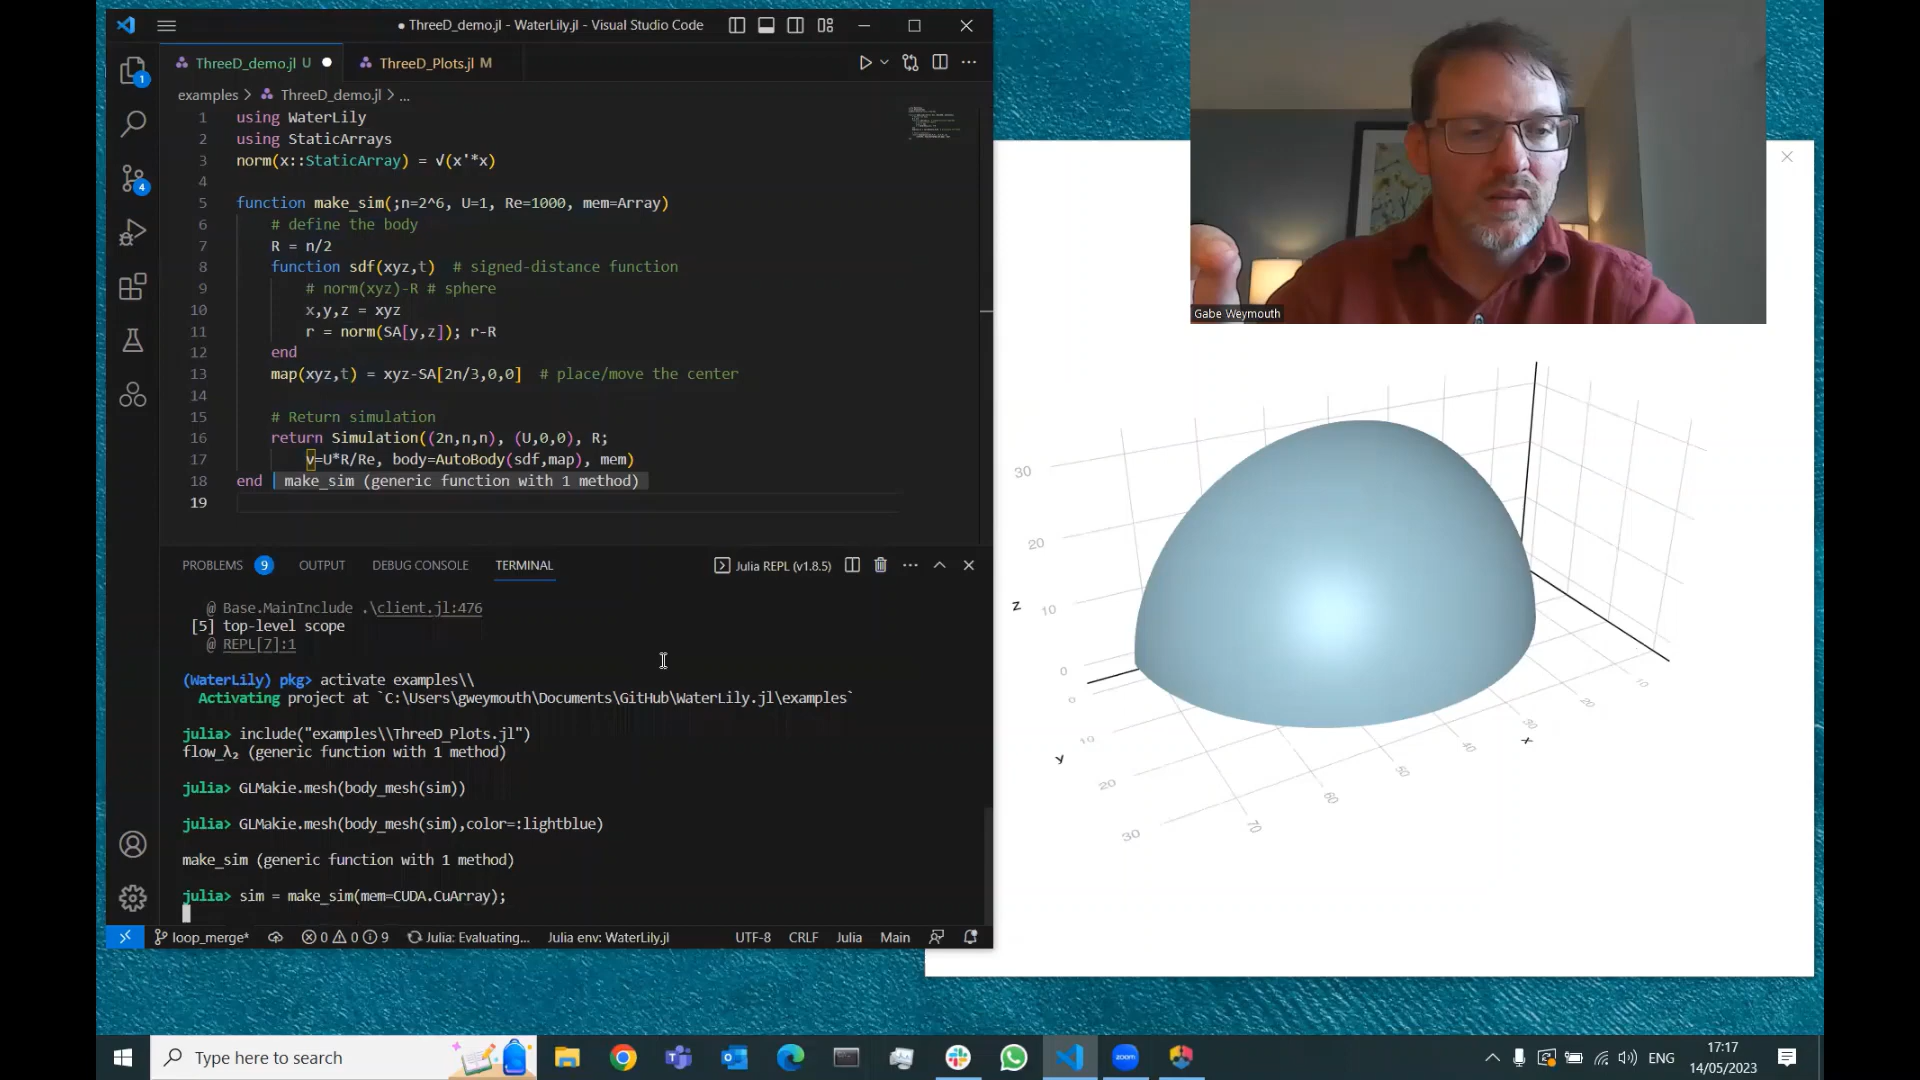 ThreeD_demo.jl - WaterLily.jl - Visual Studio Code
ThreeD_demo.jl U
ThreeD_Plots.jl M
examples > ThreeD_demo.jl > ...
1 using WaterLily
2 using StaticArrays
3 norm(x::StaticArray) = √(x'*x)
4
5 function make_sim(;n=2^6, U=1, Re=1000, mem=Array)
6 # define the body
7 R = n/2
8 function sdf(xyz,t) # signed-distance function
9 # norm(xyz)-R # sphere
10 x,y,z = xyz
11 r = norm(SA[y,z]); r-R
12 end
13 map(xyz,t) = xyz-SA[2n/3,0,0] # place/move the center
14
15 # Return simulation
16 return Simulation((2n,n,n), (U,0,0), R;
17 ν=U*R/Re, body=AutoBody(sdf,map), mem)
18 end make_sim (generic function with 1 method)
19
PROBLEMS 9 OUTPUT DEBUG CONSOLE TERMINAL Julia REPL (v1.8.5)
@ Base.MainInclude .\client.jl:476
[5] top-level scope
@ REPL[7]:1
(WaterLily) pkg> activate examples\\
Activating project at `C:\Users\gweymouth\Documents\GitHub\WaterLily.jl\examples`
julia> include("examples\\ThreeD_Plots.jl")
flow_λ₂ (generic function with 1 method)
julia> GLMakie.mesh(body_mesh(sim))
julia> GLMakie.mesh(body_mesh(sim),color=:lightblue)
make_sim (generic function with 1 method)
julia> sim = make_sim(mem=CUDA.CuArray);
loop_merge* 0 0 9 Julia: Evaluating... Julia env: WaterLily.jl UTF-8 CRLF Julia Main
1
4
Gabe Weymouth
30
20
z
10
0
0
10
y
20
30
70
60
50
40
x
30
20
10
Type here to search
zoom
ENG
17:17
14/05/2023